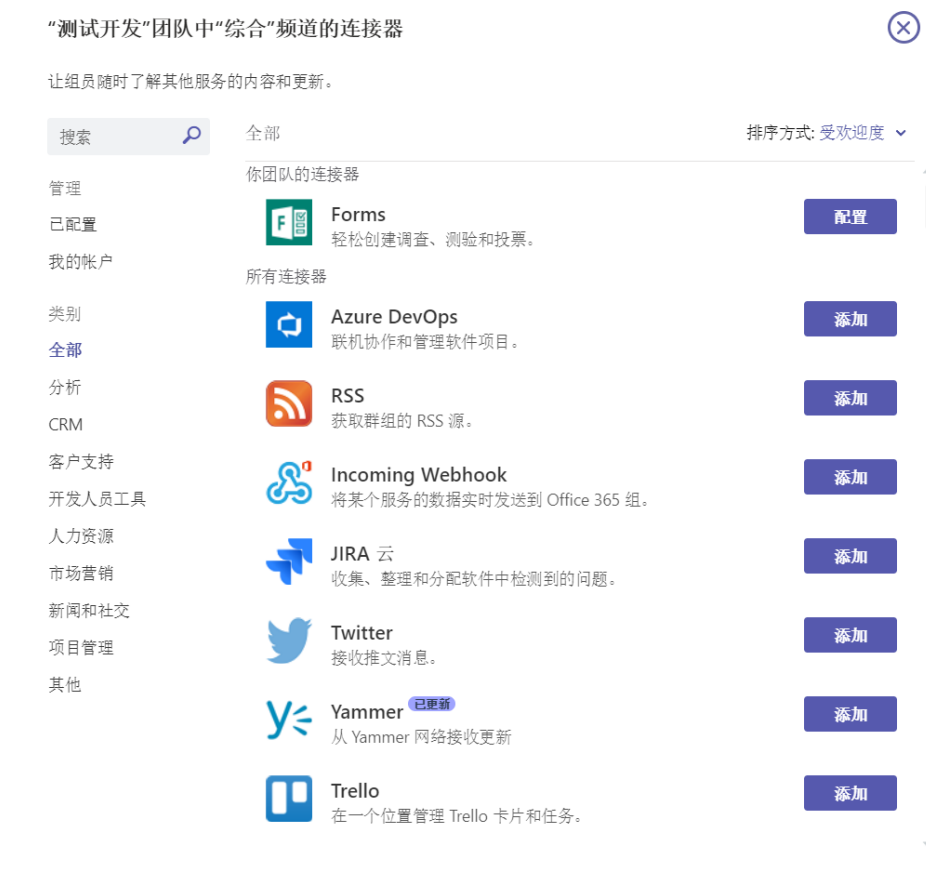 “测试开发”团队中“综合”频道的连接器
让组员随时了解其他服务的内容和更新。
搜索
全部
排序方式: 受欢迎度
管理
已配置
我的帐户
类别
全部
分析
CRM
客户支持
开发人员工具
人力资源
市场营销
新闻和社交
项目管理
其他
你团队的连接器
Forms
轻松创建调查、测验和投票。
配置
所有连接器
Azure DevOps
联机协作和管理软件项目。
添加
RSS
获取群组的 RSS 源。
添加
Incoming Webhook
将某个服务的数据实时发送到 Office 365 组。
添加
JIRA 云
收集、整理和分配软件中检测到的问题。
添加
Twitter
接收推文消息。
添加
Yammer 已更新
从 Yammer 网络接收更新
添加
Trello
在一个位置管理 Trello 卡片和任务。
添加